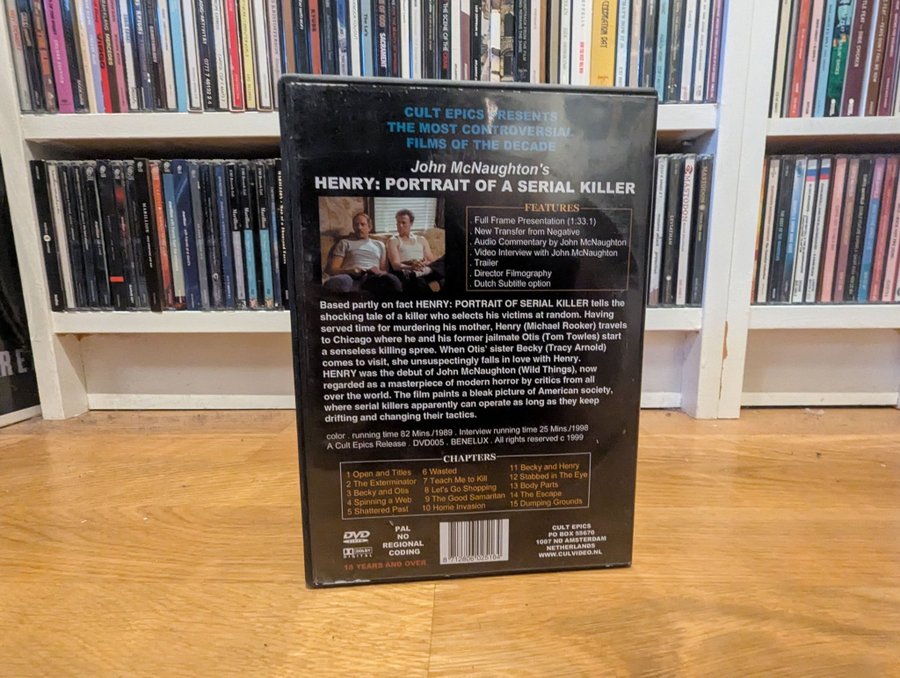 CULT EPICS PRESENTS
THE MOST CONTROVERSIAL
FILMS OF THE DECADE
John McNaughton's
HENRY: PORTRAIT OF A SERIAL KILLER
FEATURES
. Full Frame Presentation (1:33.1)
. New Transfer from Negative
. Audio Commentary by John McNaughton
. Video Interview with John McNaughton
. Trailer
. Director Filmography
. Dutch Subtitle option
Based partly on fact HENRY: PORTRAIT OF SERIAL KILLER tells the
shocking tale of a killer who selects his victims at random. Having
served time for murdering his mother, Henry (Michael Rooker) travels
to Chicago where he and his former jailmate Otis (Tom Towles) start
a senseless killing spree. When Otis' sister Becky (Tracy Arnold)
comes to visit, she unsuspectingly falls in love with Henry.
HENRY was the debut of John McNaughton (Wild Things), now
regarded as a masterpiece of modern horror by critics from all
over the world. The film paints a bleak picture of American society,
where serial killers apparently can operate as long as they keep
drifting and changing their tactics.
color . running time 82 Mins./1989 . Interview running time 25 Mins./1998
A Cult Epics Release . DVD005 . BENELUX . All rights reserved c 1999
CHAPTERS
1 Open and Titles
2 The Exterminator
3 Becky and Otis
4 Spinning a Web
5 Shattered Past
6 Wasted
7 Teach Me to Kill
8 Let's Go Shopping
9 The Good Samaritan
10 Home Invasion
11 Becky and Henry
12 Stabbed in The Eye
13 Body Parts
14 The Escape
15 Dumping Grounds
DVD
VIDEO
DOLBY
DIGITAL
PAL
NO
REGIONAL
CODING
18 YEARS AND OVER
8 712806 025164
CULT EPICS
PO BOX 55670
1007 ND AMSTERDAM
NETHERLANDS
WWW.CULVIDEO.NL
MASTODON